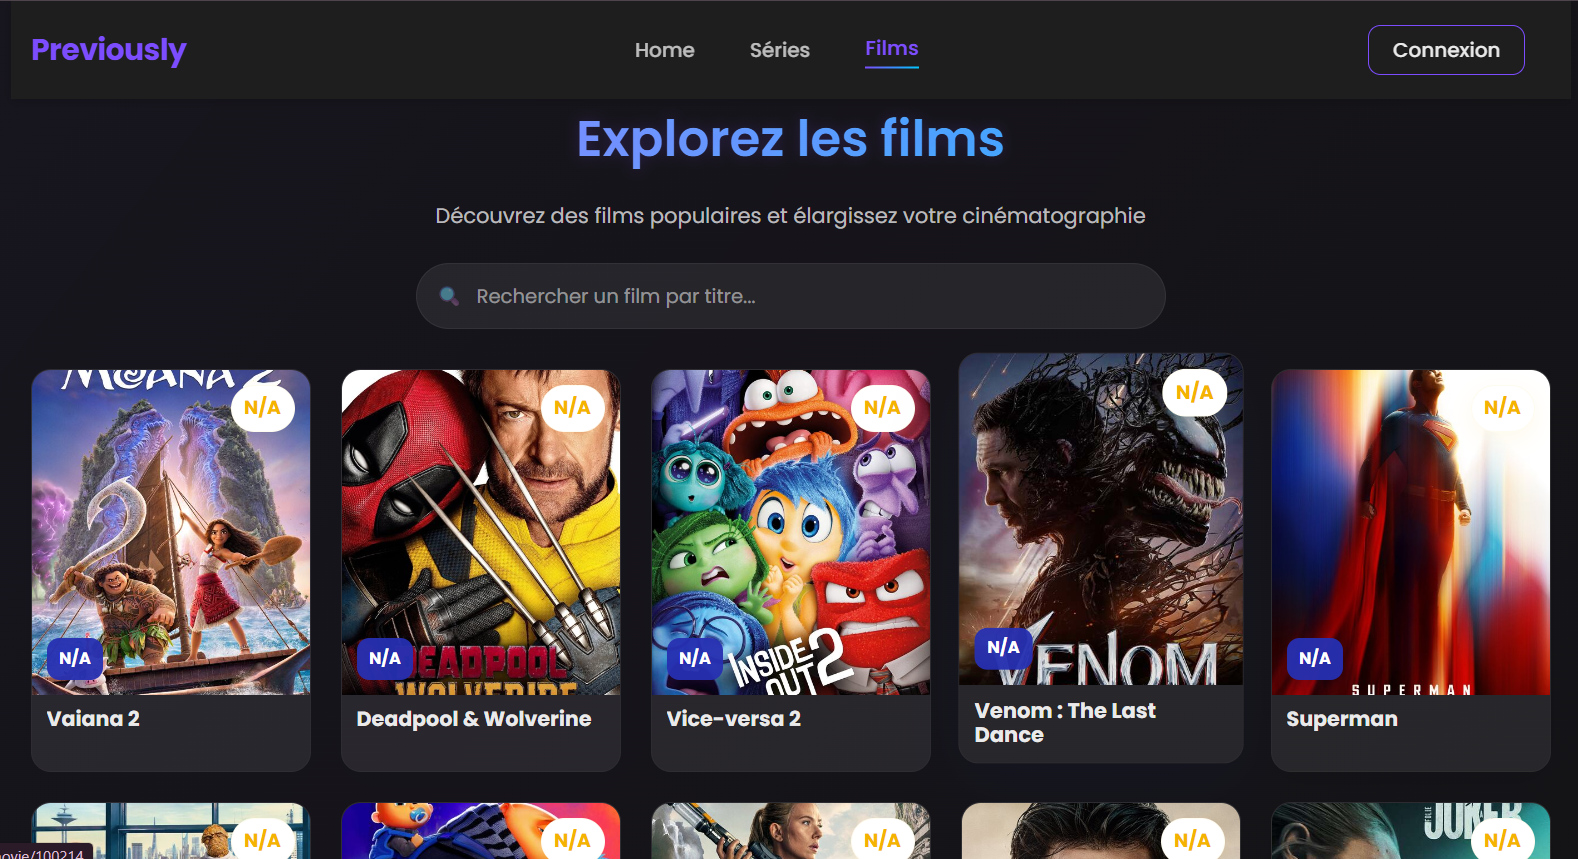 Previously
Home
Séries
Films
Connexion
Explorez les films
Découvrez des films populaires et élargissez votre cinématographie
Rechercher un film par titre...
MOANA 2
N/A
N/A
Vaiana 2
N/A
N/A
DEADPOOL
WOLVERINE
Deadpool & Wolverine
N/A
N/A
INSIDE
OUT 2
Vice-versa 2
N/A
N/A
VENOM
Venom : The Last
Dance
N/A
N/A
SUPERMAN
Superman
N/A
N/A
N/A
N/A
JOKER
N/A
ovie/100214